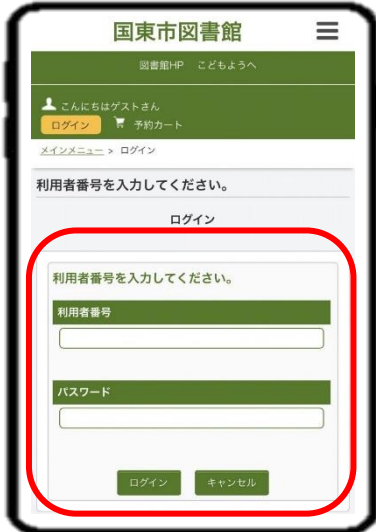 国東市図書館
図書館HP こどもようへ
こんにちはゲストさん
ログイン 予約カート
メインメニュー > ログイン
利用者番号を入力してください。
ログイン
利用者番号を入力してください。
利用者番号
パスワード
ログイン キャンセル